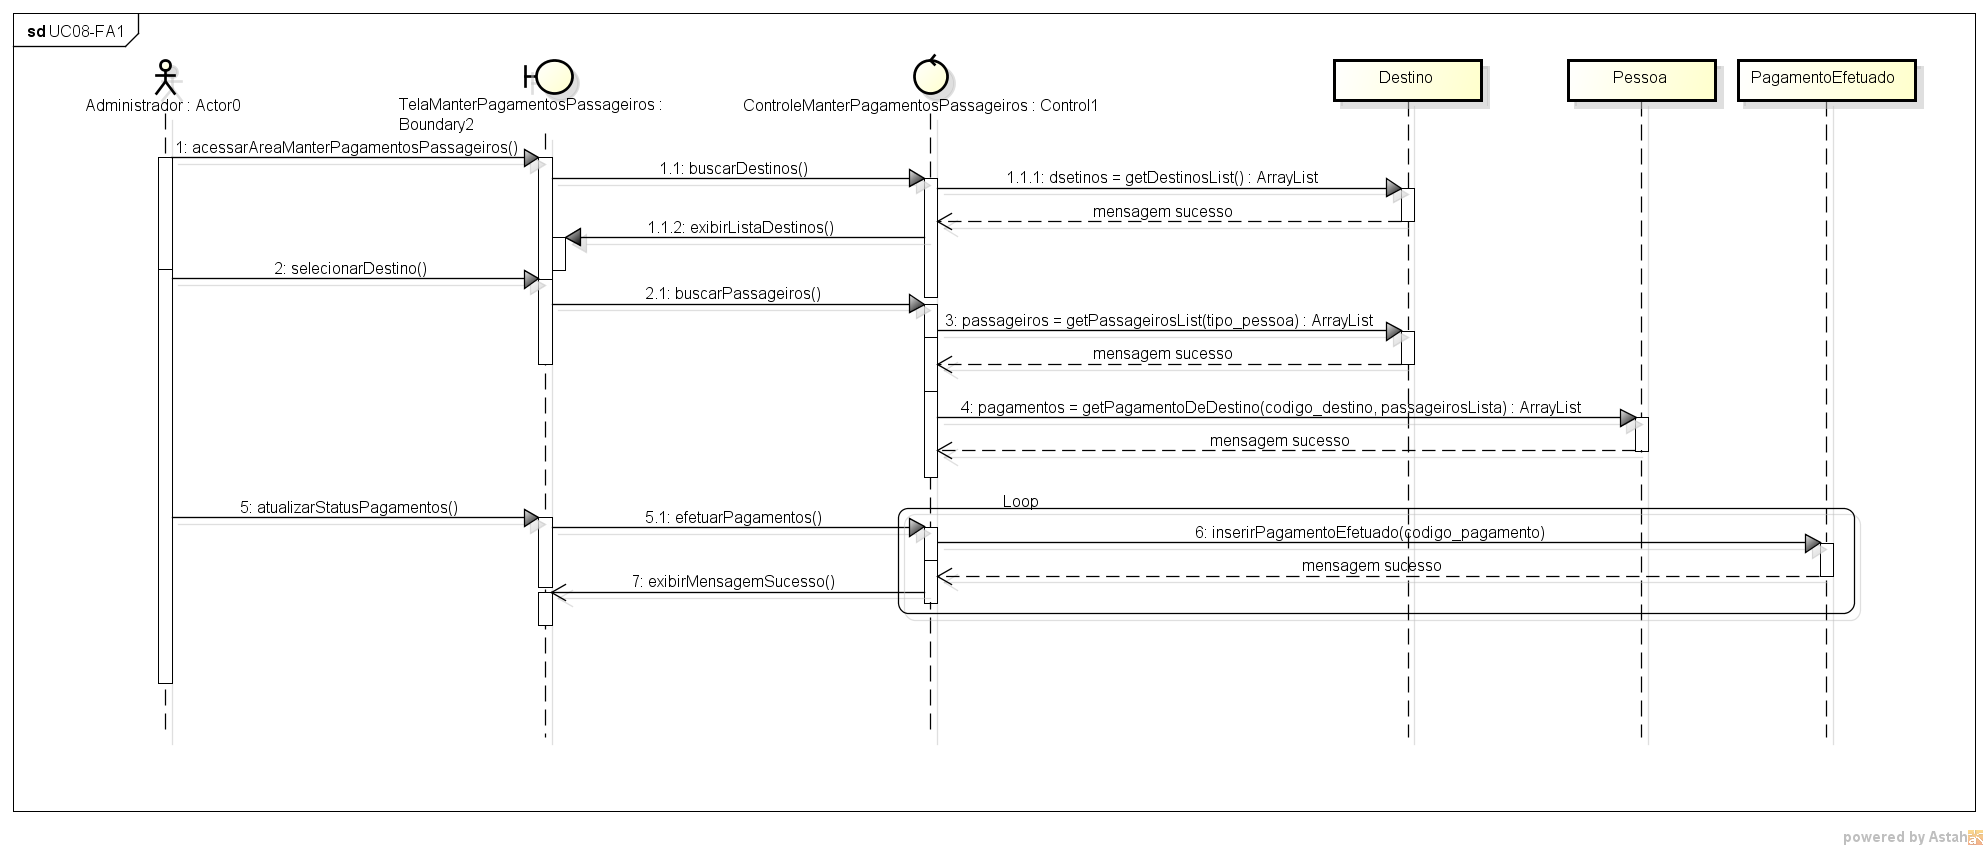 sd UC08-FA1
Administrador : Actor0
TelaManterPagamentosPassageiros :
Boundary2
ControleManterPagamentosPassageiros : Control1
Destino
Pessoa
PagamentoEfetuado
1: acessarAreaManterPagamentosPassageiros()
1.1: buscarDestinos()
1.1.1: dsetinos = getDestinosList() : ArrayList
mensagem sucesso
1.1.2: exibirListaDestinos()
2: selecionarDestino()
2.1: buscarPassageiros()
3: passageiros = getPassageirosList(tipo_pessoa) : ArrayList
mensagem sucesso
4: pagamentos = getPagamentoDeDestino(codigo_destino, passageirosLista) : ArrayList
mensagem sucesso
Loop
5: atualizarStatusPagamentos()
5.1: efetuarPagamentos()
6: inserirPagamentoEfetuado(codigo_pagamento)
mensagem sucesso
7: exibirMensagemSucesso()
powered by Astah